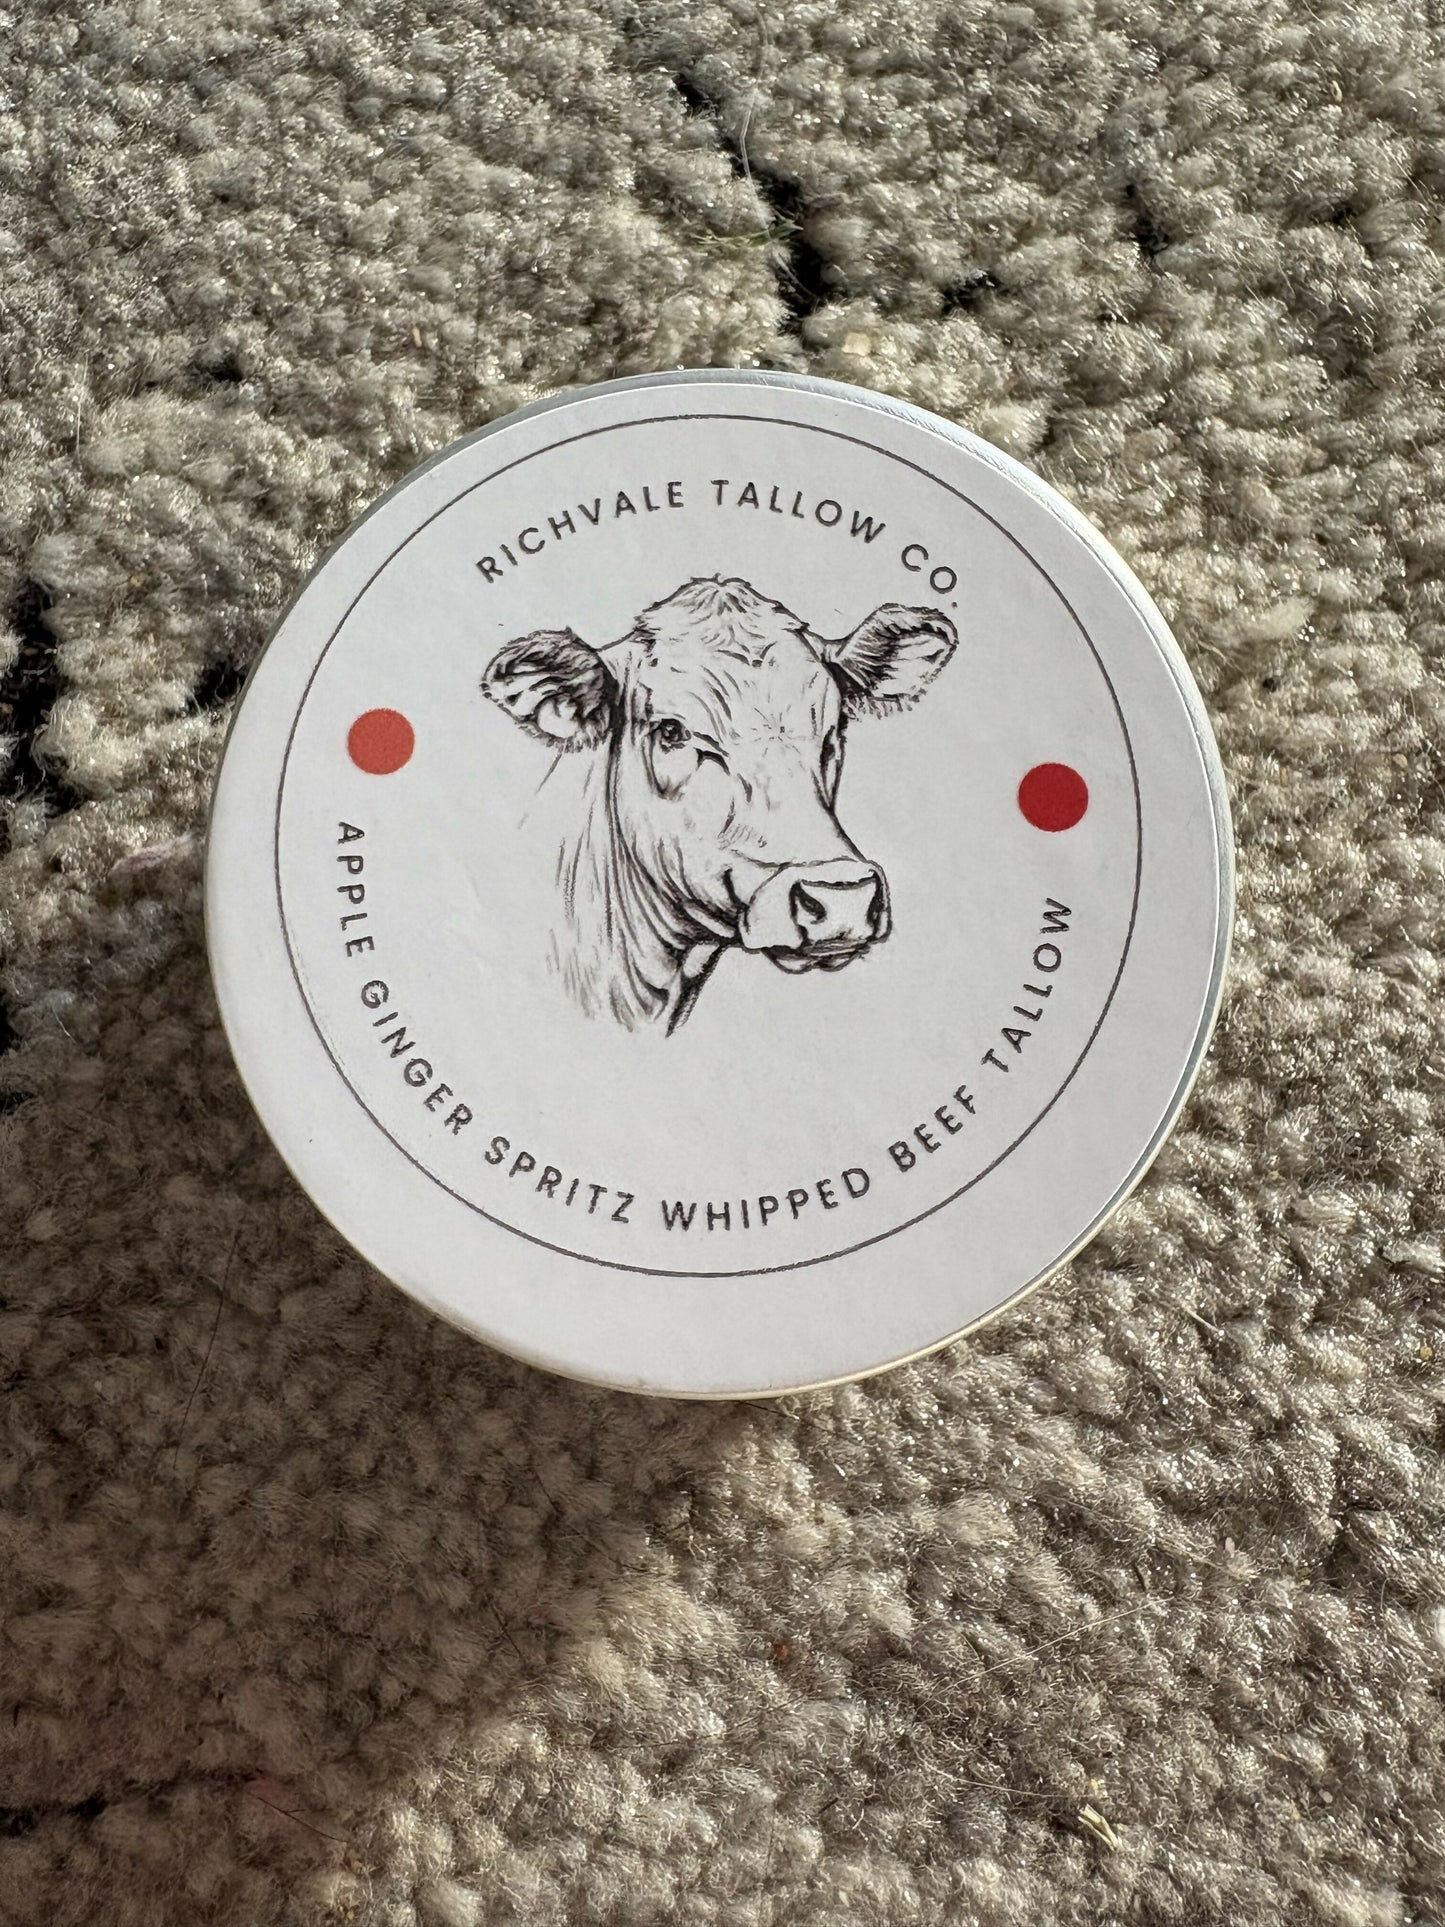 RICHVALE TALLOW CO.
APPLE GINGER SPRITZ WHIPPED BEEF TALLOW